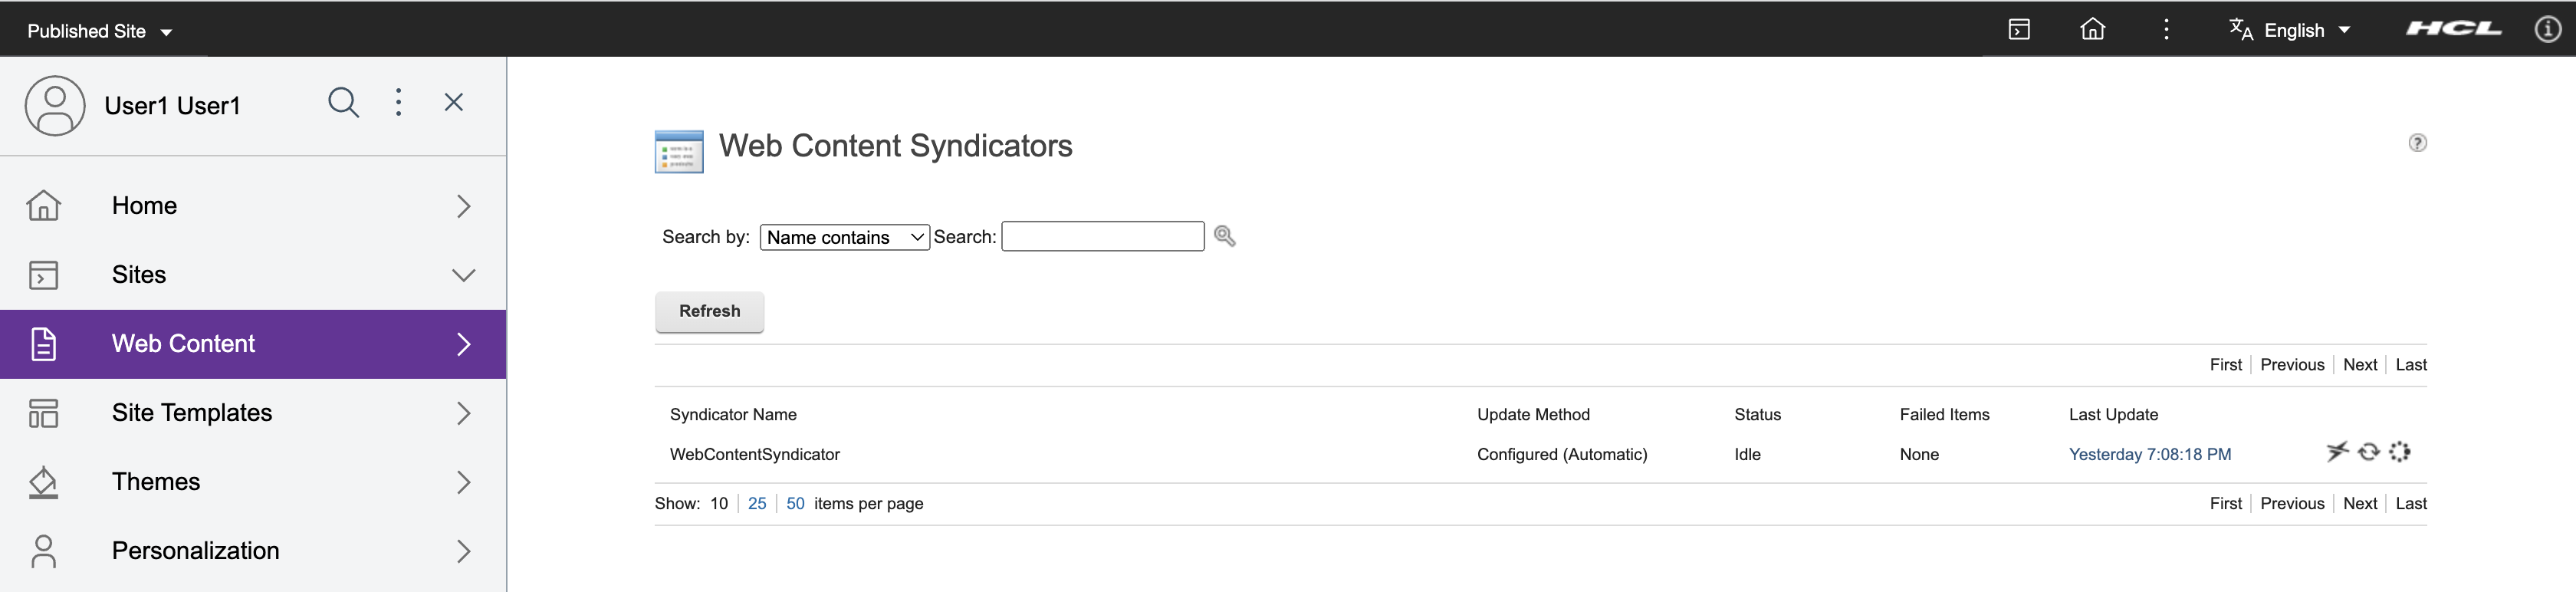 Published Site
English
HCL
User1 User1
Home
Sites
Web Content
Site Templates
Themes
Personalization
Web Content Syndicators
Search by: Name contains Search:
Refresh
First Previous Next Last
Syndicator Name Update Method Status Failed Items Last Update
WebContentSyndicator Configured (Automatic) Idle None Yesterday 7:08:18 PM
Show: 10 25 50 items per page First Previous Next Last